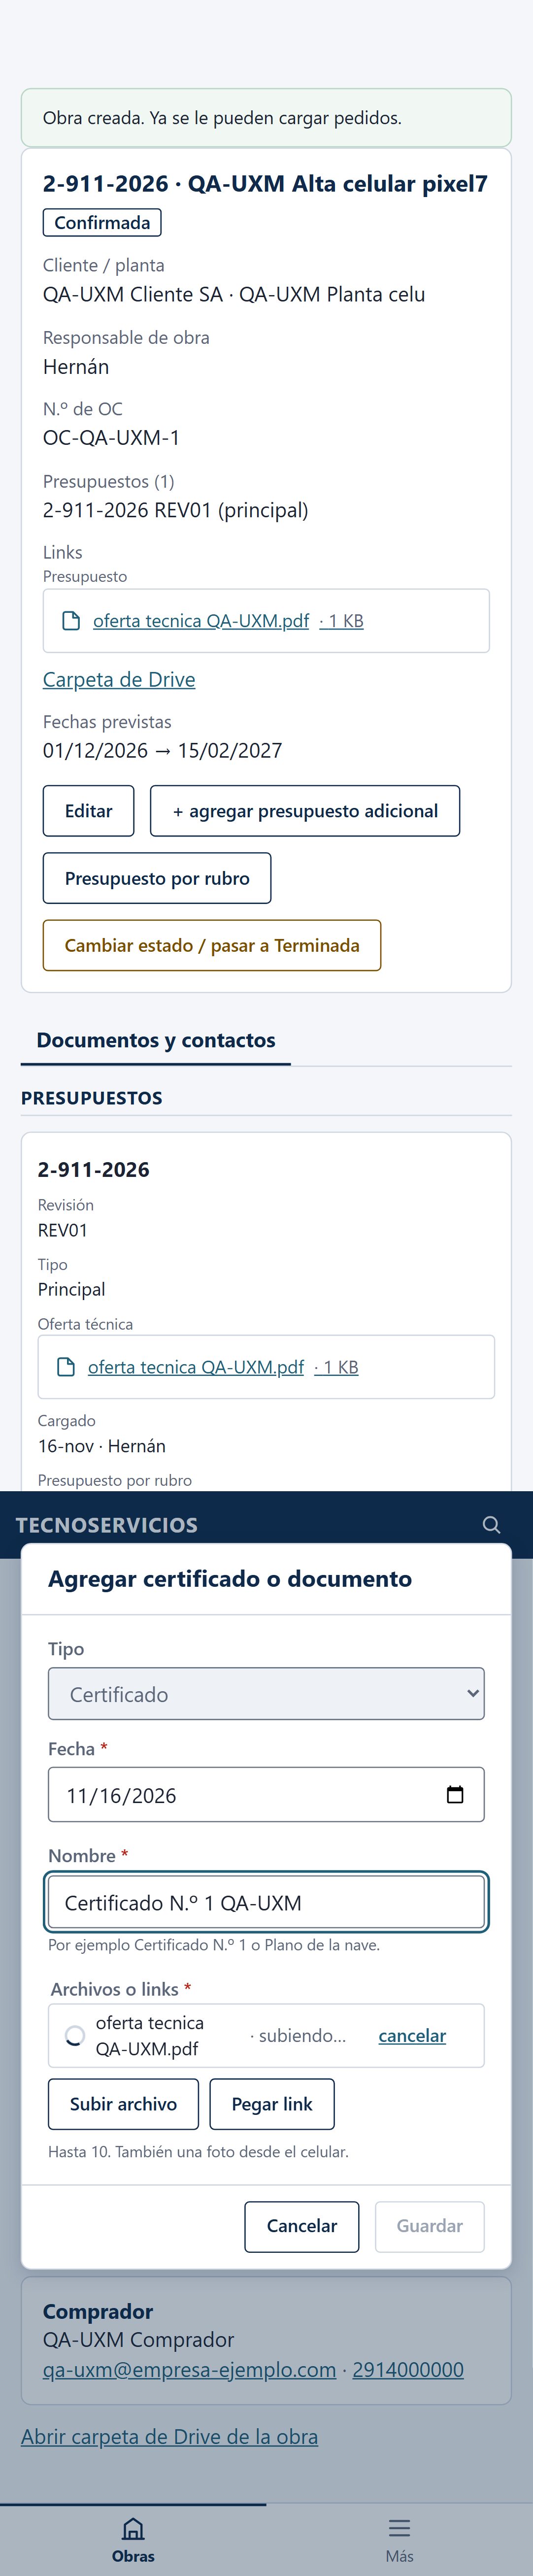 Obra creada. Ya se le pueden cargar pedidos.
2-911-2026 · QA-UXM Alta celular pixel7
Confirmada
Cliente / planta
QA-UXM Cliente SA · QA-UXM Planta celu
Responsable de obra
Hernán
N.º de OC
OC-QA-UXM-1
Presupuestos (1)
2-911-2026 REV01 (principal)
Links
Presupuesto
oferta tecnica QA-UXM.pdf · 1 KB
Carpeta de Drive
Fechas previstas
01/12/2026 → 15/02/2027
Editar
+ agregar presupuesto adicional
Presupuesto por rubro
Cambiar estado / pasar a Terminada
Documentos y contactos
PRESUPUESTOS
2-911-2026
Revisión
REV01
Tipo
Principal
Oferta técnica
oferta tecnica QA-UXM.pdf · 1 KB
Cargado
16-nov · Hernán
Presupuesto por rubro
TECNOSERVICIOS
Agregar certificado o documento
Tipo
Certificado
Fecha *
11/16/2026
Nombre *
Certificado N.º 1 QA-UXM
Por ejemplo Certificado N.º 1 o Plano de la nave.
Archivos o links *
oferta tecnica
QA-UXM.pdf
· subiendo…
cancelar
Subir archivo
Pegar link
Hasta 10. También una foto desde el celular.
Cancelar
Guardar
Comprador
QA-UXM Comprador
qa-uxm@empresa-ejemplo.com · 2914000000
Abrir carpeta de Drive de la obra
Obras
Más